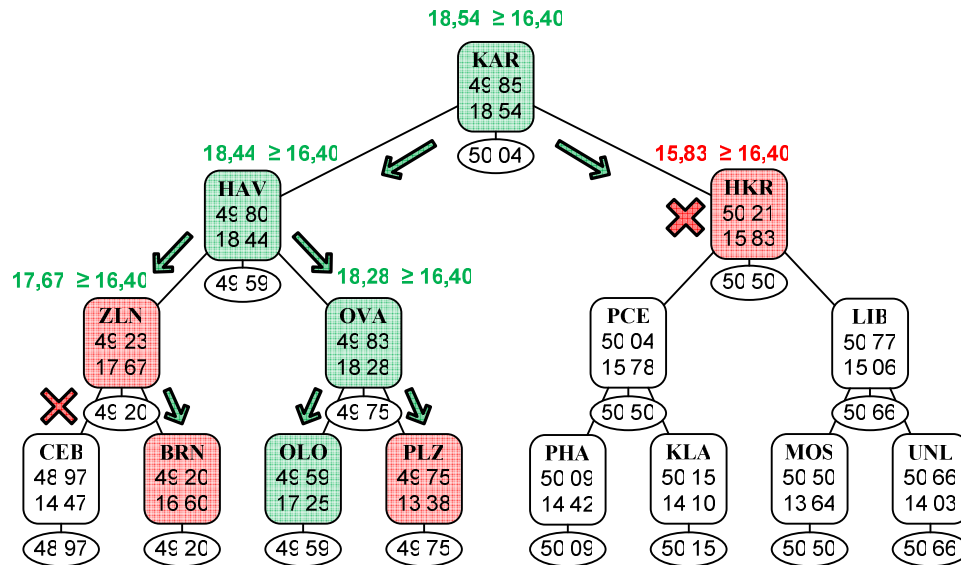 18,54 ≥ 16,40
KAR
49 85
18 54
50 04
18,44 ≥ 16,40
15,83 ≥ 16,40
HAV
49 80
18 44
49 59
HKR
50 21
15 83
50 50
17,67 ≥ 16,40
18,28 ≥ 16,40
ZLN
49 23
17 67
49 20
OVA
49 83
18 28
49 75
PCE
50 04
15 78
50 50
LIB
50 77
15 06
50 66
CEB
48 97
14 47
48 97
BRN
49 20
16 60
49 20
OLO
49 59
17 25
49 59
PLZ
49 75
13 38
49 75
PHA
50 09
14 42
50 09
KLA
50 15
14 10
50 15
MOS
50 50
13 64
50 50
UNL
50 66
14 03
50 66